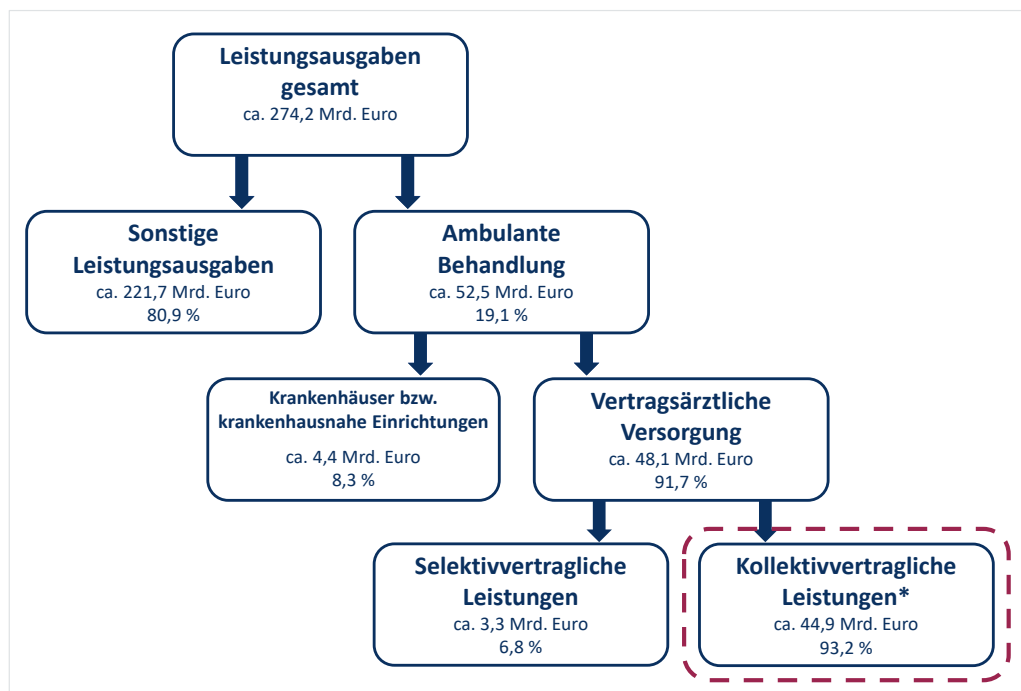 Leistungsausgaben
gesamt
ca. 274,2 Mrd. Euro
Sonstige
Leistungsausgaben
ca. 221,7 Mrd. Euro
80,9 %
Ambulante
Behandlung
ca. 52,5 Mrd. Euro
19,1 %
Krankenhäuser bzw.
krankenhausnahe Einrichtungen
ca. 4,4 Mrd. Euro
8,3 %
Vertragsärztliche
Versorgung
ca. 48,1 Mrd. Euro
91,7 %
Selektivvertragliche
Leistungen
ca. 3,3 Mrd. Euro
6,8 %
Kollektivvertragliche
Leistungen*
ca. 44,9 Mrd. Euro
93,2 %